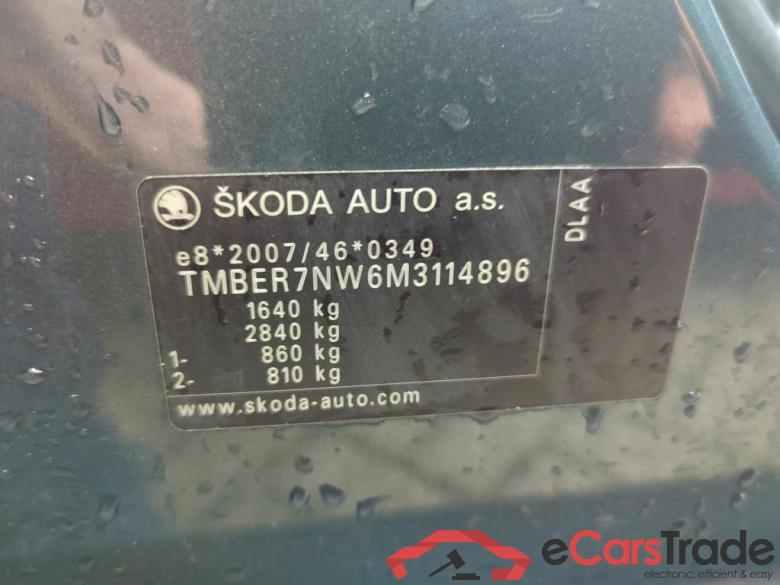 ŠKODA AUTO a.s.
DLAA
e8*2007/46*0349
TMBER7NW6M3114896
1640 kg
2840 kg
1- 860 kg
2- 810 kg
www.skoda-auto.com
eCarsTrade
electronic, efficient & easy